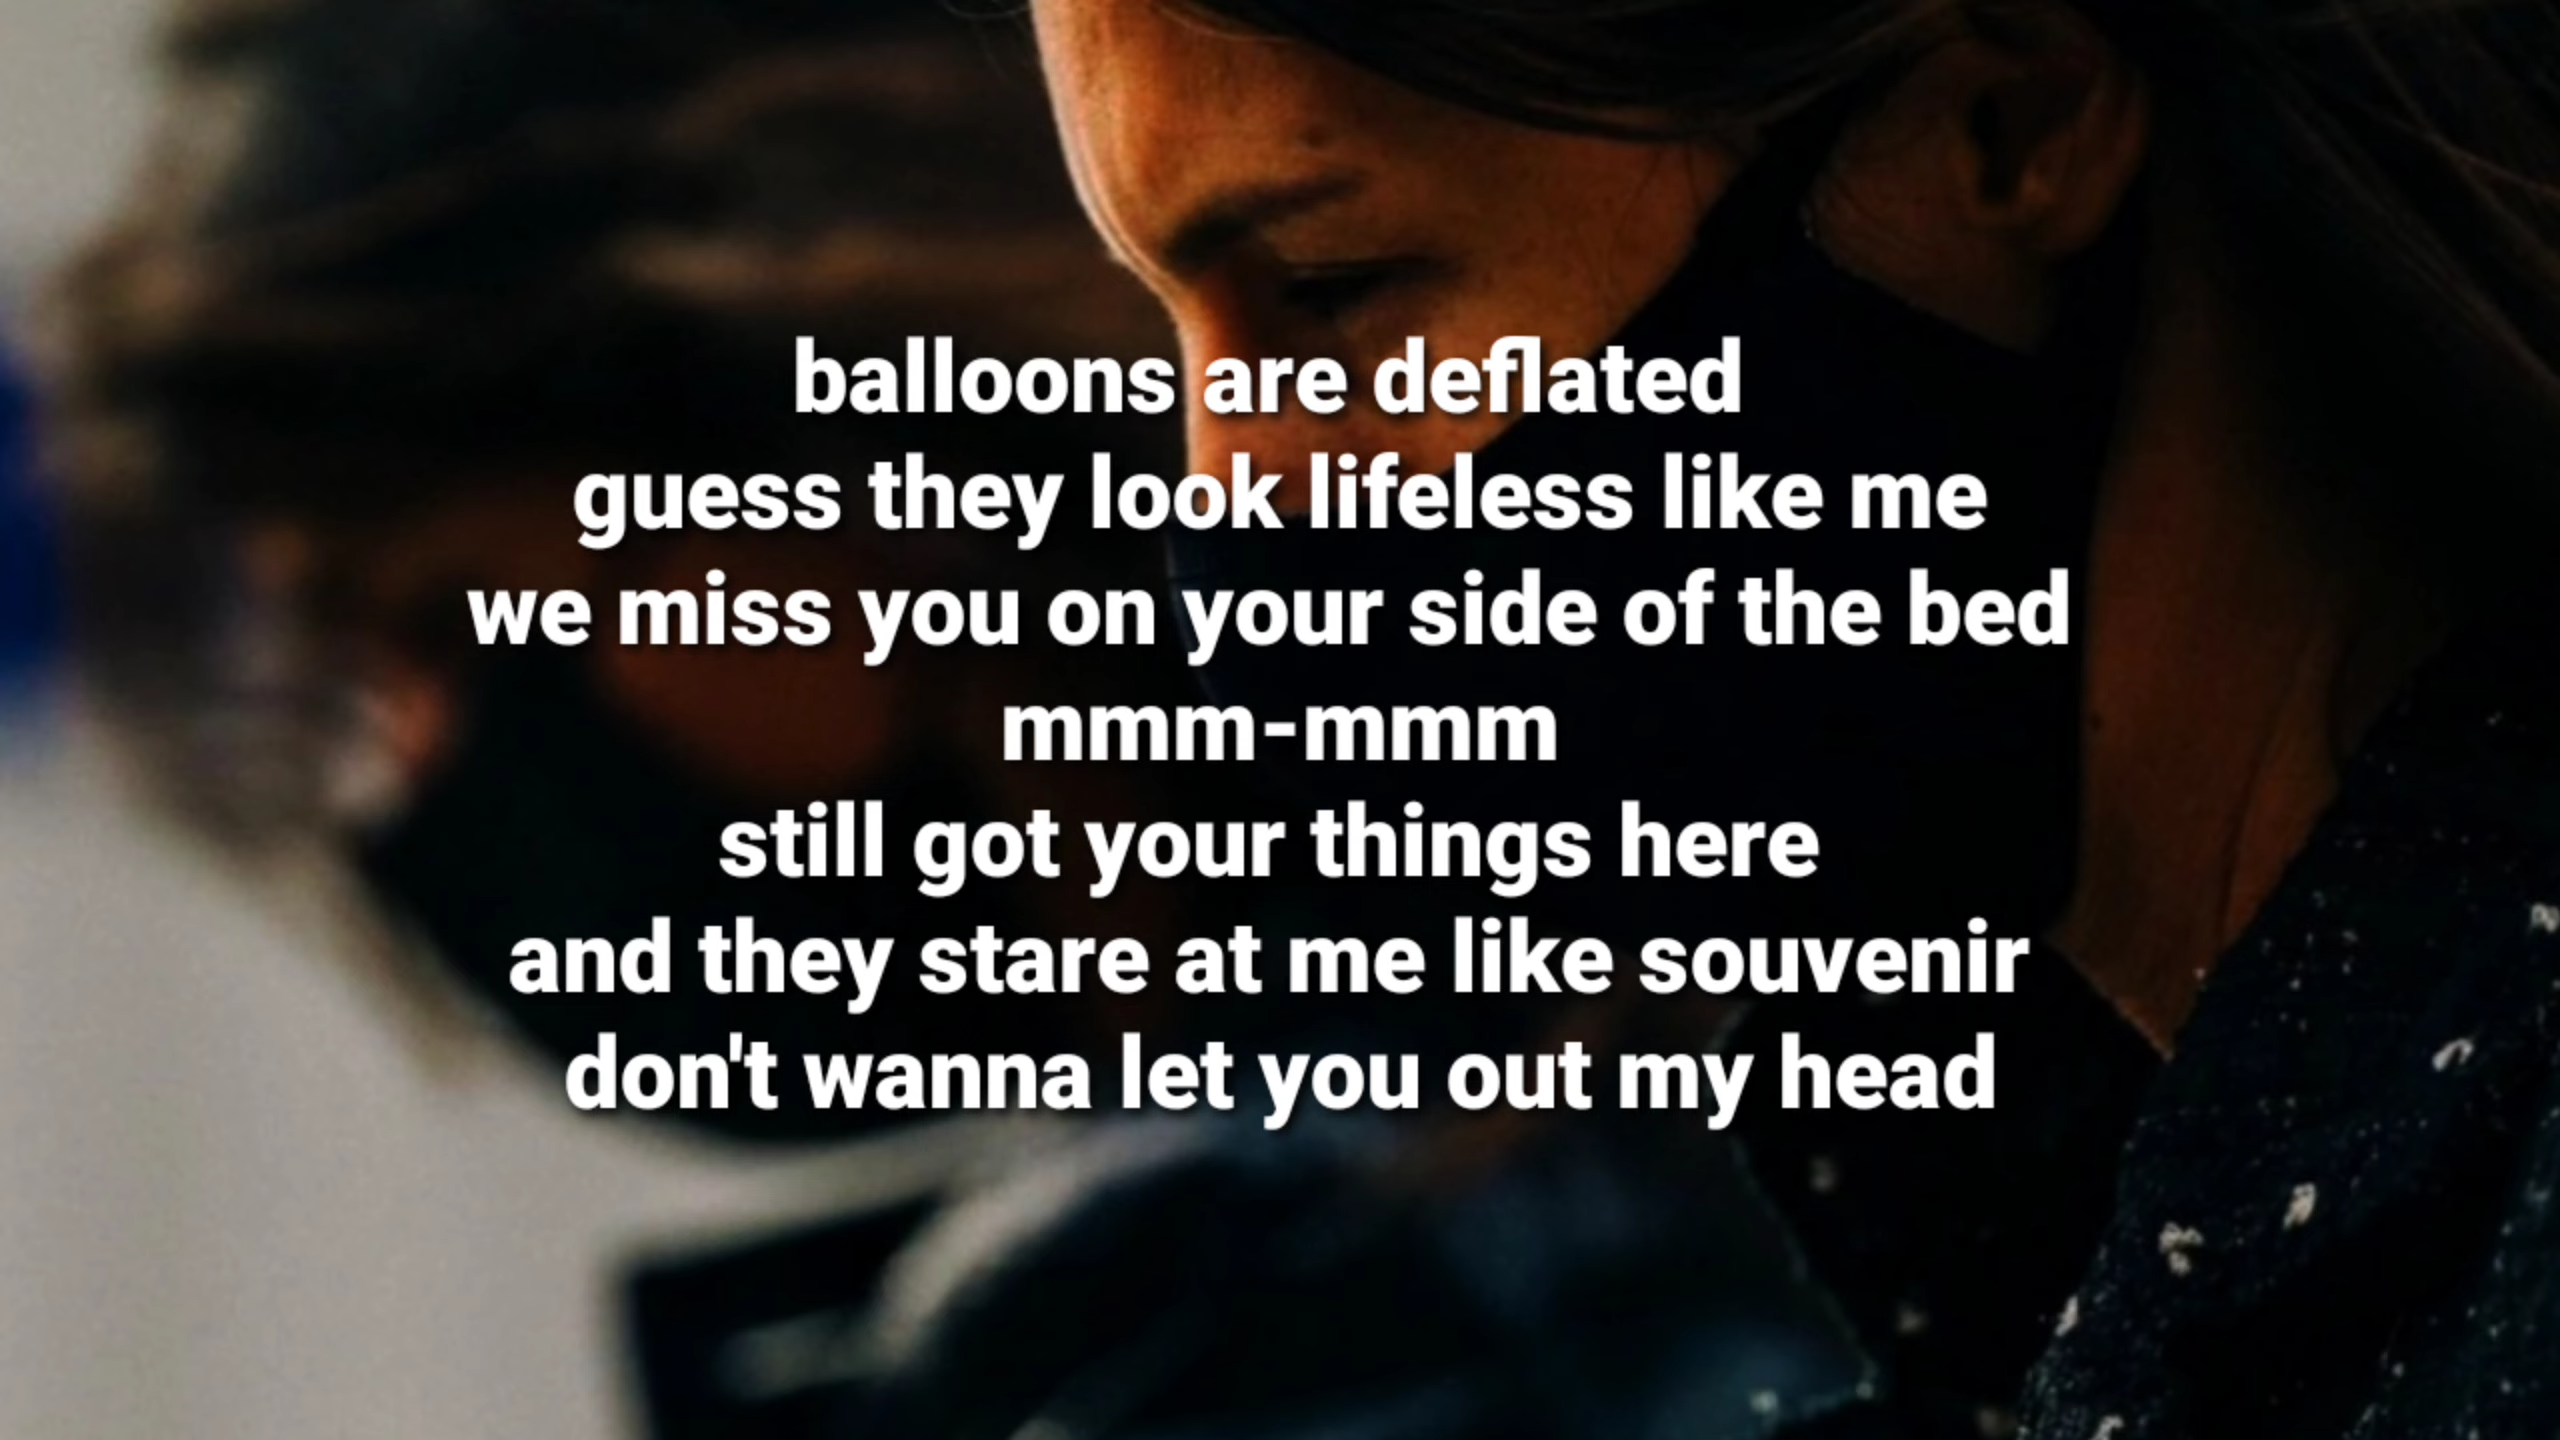 balloons are deflated
guess they look lifeless like me
we miss you on your side of the bed
mmm-mmm
still got your things here
and they stare at me like souvenir
don't wanna let you out my head